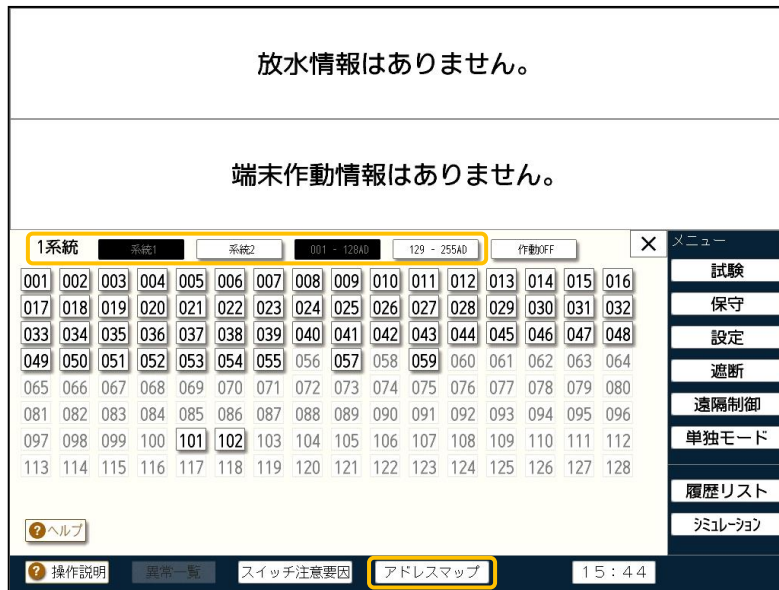 放水情報はありません。
端末作動情報はありません。
1系統 系統1 系統2 001 - 128AD 129 - 255AD 作動OFF × メニュー
001 002 003 004 005 006 007 008 009 010 011 012 013 014 015 016 試験
017 018 019 020 021 022 023 024 025 026 027 028 029 030 031 032 保守
033 034 035 036 037 038 039 040 041 042 043 044 045 046 047 048 設定
049 050 051 052 053 054 055 056 057 058 059 060 061 062 063 064 遮断
065 066 067 068 069 070 071 072 073 074 075 076 077 078 079 080
081 082 083 084 085 086 087 088 089 090 091 092 093 094 095 096 遠隔制御
097 098 099 100 101 102 103 104 105 106 107 108 109 110 111 112 単独モード
113 114 115 116 117 118 119 120 121 122 123 124 125 126 127 128
履歴リスト
?ヘルプ シミュレーション
? 操作説明 異常一覧 スイッチ注意要因 アドレスマップ 15:44